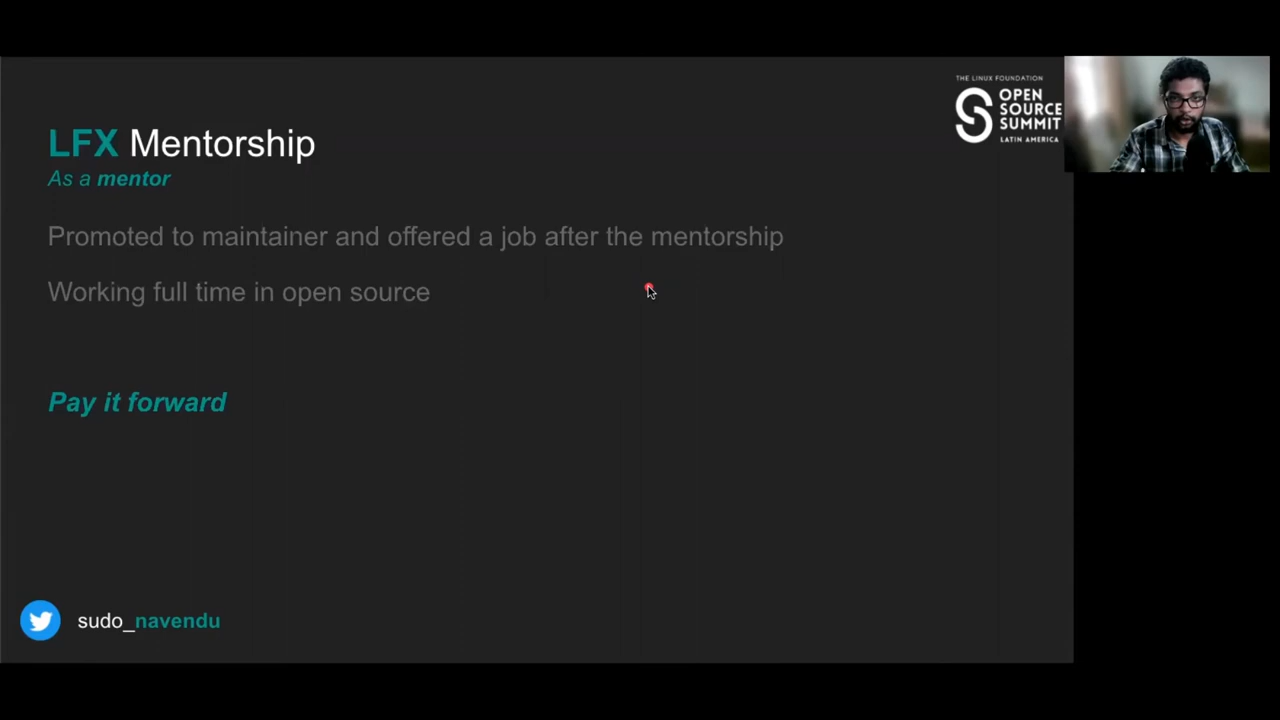 THE LINUX FOUNDATION
OPEN
SOURCE
SUMMIT
LATIN AMERICA
LFX Mentorship
As a mentor
Promoted to maintainer and offered a job after the mentorship
Working full time in open source
Pay it forward
sudo_navendu